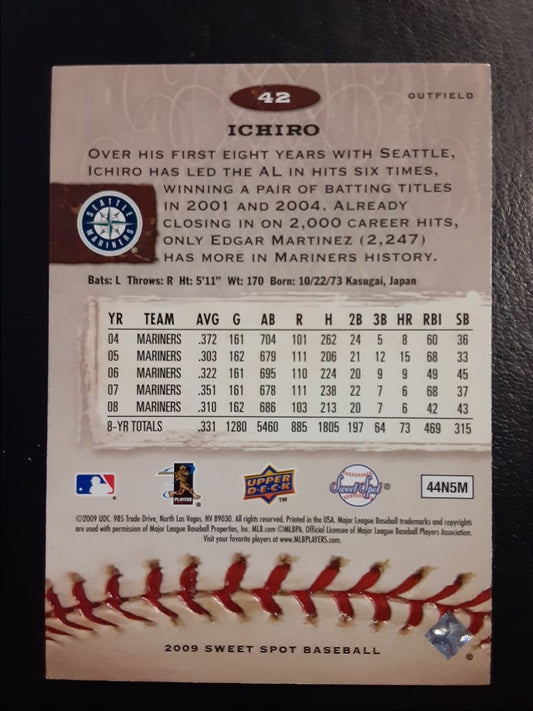 42
OUTFIELD
ICHIRO
OVER HIS FIRST EIGHT YEARS WITH SEATTLE,
ICHIRO HAS LED THE AL IN HITS SIX TIMES,
WINNING A PAIR OF BATTING TITLES
IN 2001 AND 2004. ALREADY
CLOSING IN ON 2,000 CAREER HITS,
ONLY EDGAR MARTINEZ (2,247)
HAS MORE IN MARINERS HISTORY.
SEATTLE
MARINERS
Bats: L Throws: R Ht: 5'11" Wt: 170 Born: 10/22/73 Kasugai, Japan
YR TEAM AVG G AB R H 2B 3B HR RBI SB
04 MARINERS .372 161 704 101 262 24 5 8 60 36
05 MARINERS .303 162 679 111 206 21 12 15 68 33
06 MARINERS .322 161 695 110 224 20 9 9 49 45
07 MARINERS .351 161 678 111 238 22 7 6 68 37
08 MARINERS .310 162 686 103 213 20 7 6 42 43
8-YR TOTALS .331 1280 5460 885 1805 197 64 73 469 315
PLAYERS
UPPER
DECK
™
Sweet Spot
®
44N5M
©2009 UDC. 985 Trade Drive, North Las Vegas, NV 89030. All rights reserved. Printed in the USA. Major League Baseball trademarks and copyrights
are used with permission of Major League Baseball Properties, Inc. MLB.com ©MLBPA. Official Licensee of Major League Baseball Players Association.
Visit your favorite players at www.MLBPLAYERS.com.
2009 SWEET SPOT BASEBALL
®